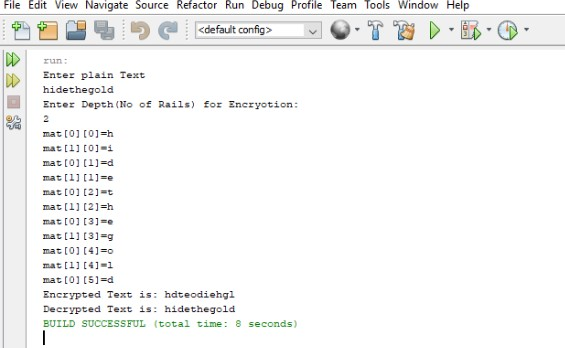 File Edit View Navigate Source Refactor Run Debug Profile Team Tools Window Help
<default config>
run:
Enter plain Text
hidethegold
Enter Depth(No of Rails) for Encryotion:
2
mat[0][0]=h
mat[1][0]=i
mat[0][1]=d
mat[1][1]=e
mat[0][2]=t
mat[1][2]=h
mat[0][3]=e
mat[1][3]=g
mat[0][4]=o
mat[1][4]=l
mat[0][5]=d
Encrypted Text is: hdteodiehgl
Decrypted Text is: hidethegold
BUILD SUCCESSFUL (total time: 8 seconds)